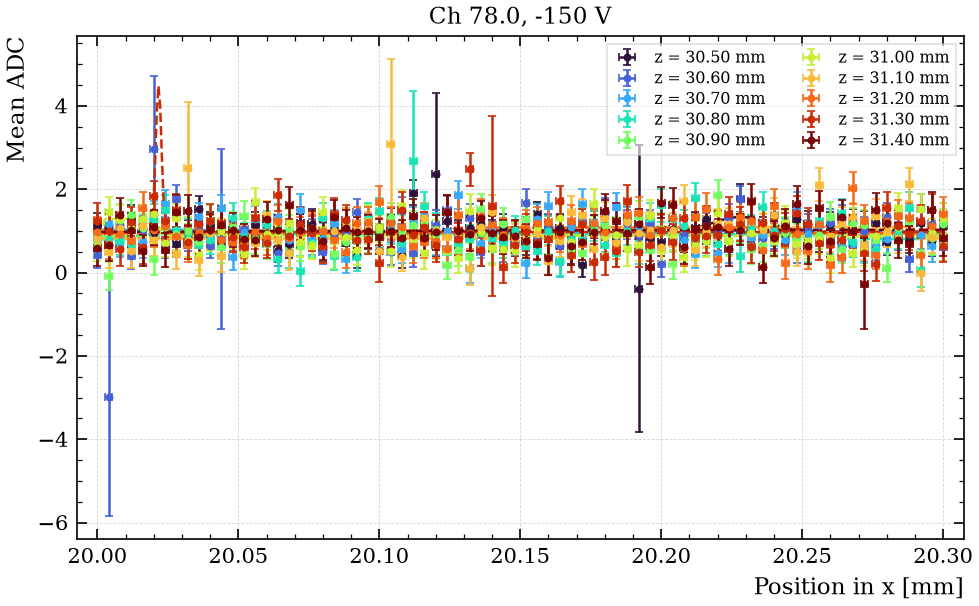 Ch 78.0, -150 V
Mean ADC
z = 30.50 mm
z = 30.60 mm
z = 30.70 mm
z = 30.80 mm
z = 30.90 mm
z = 31.00 mm
z = 31.10 mm
z = 31.20 mm
z = 31.30 mm
z = 31.40 mm
4
2
0
−2
−4
−6
20.00 20.05 20.10 20.15 20.20 20.25 20.30
Position in x [mm]